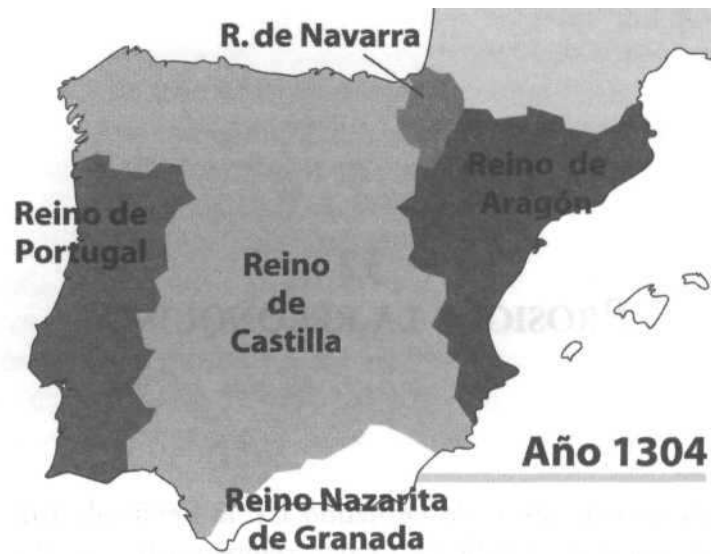 R. de Navarra
Reino de
Aragón
Reino de
Portugal
Reino
de
Castilla
Año 1304
Reino Nazarita
de Granada